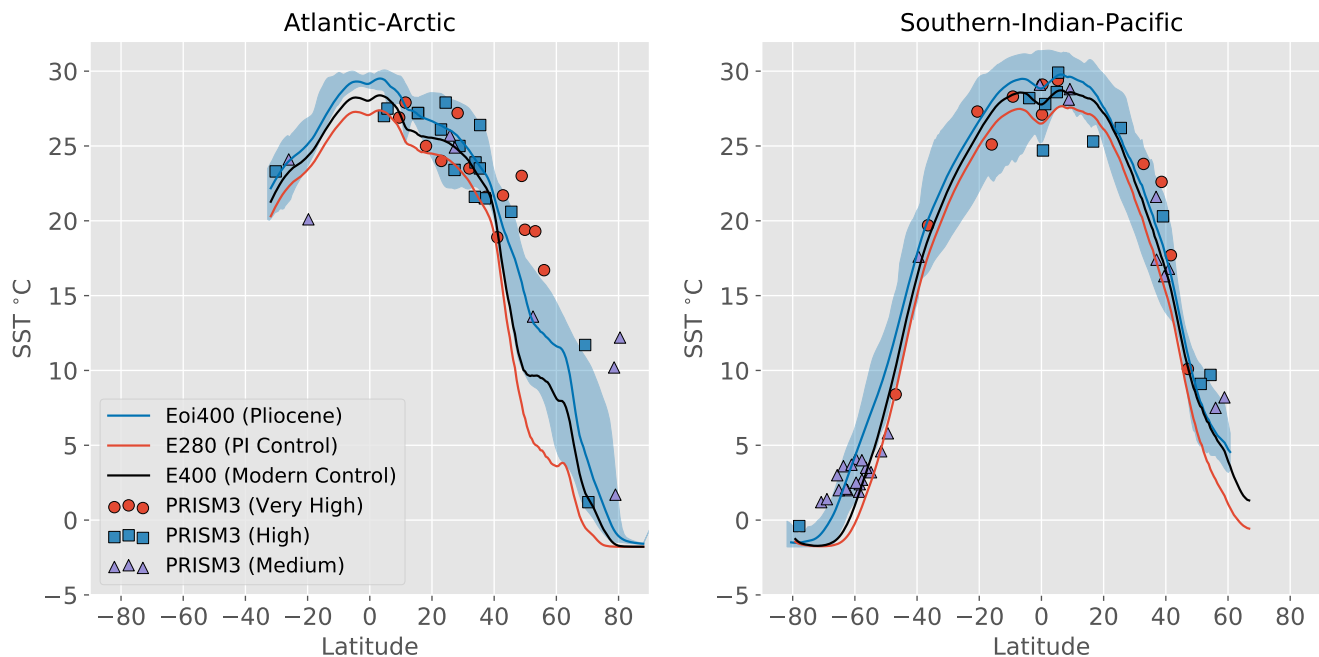 Atlantic-Arctic
30
25
20
15
10
5
0
−5
SST °C
Eoi400 (Pliocene)
E280 (PI Control)
E400 (Modern Control)
PRISM3 (Very High)
PRISM3 (High)
PRISM3 (Medium)
−80 −60 −40 −20 0 20 40 60 80
Latitude
Southern-Indian-Pacific
30
25
20
15
10
5
0
−5
SST °C
−80 −60 −40 −20 0 20 40 60 80
Latitude